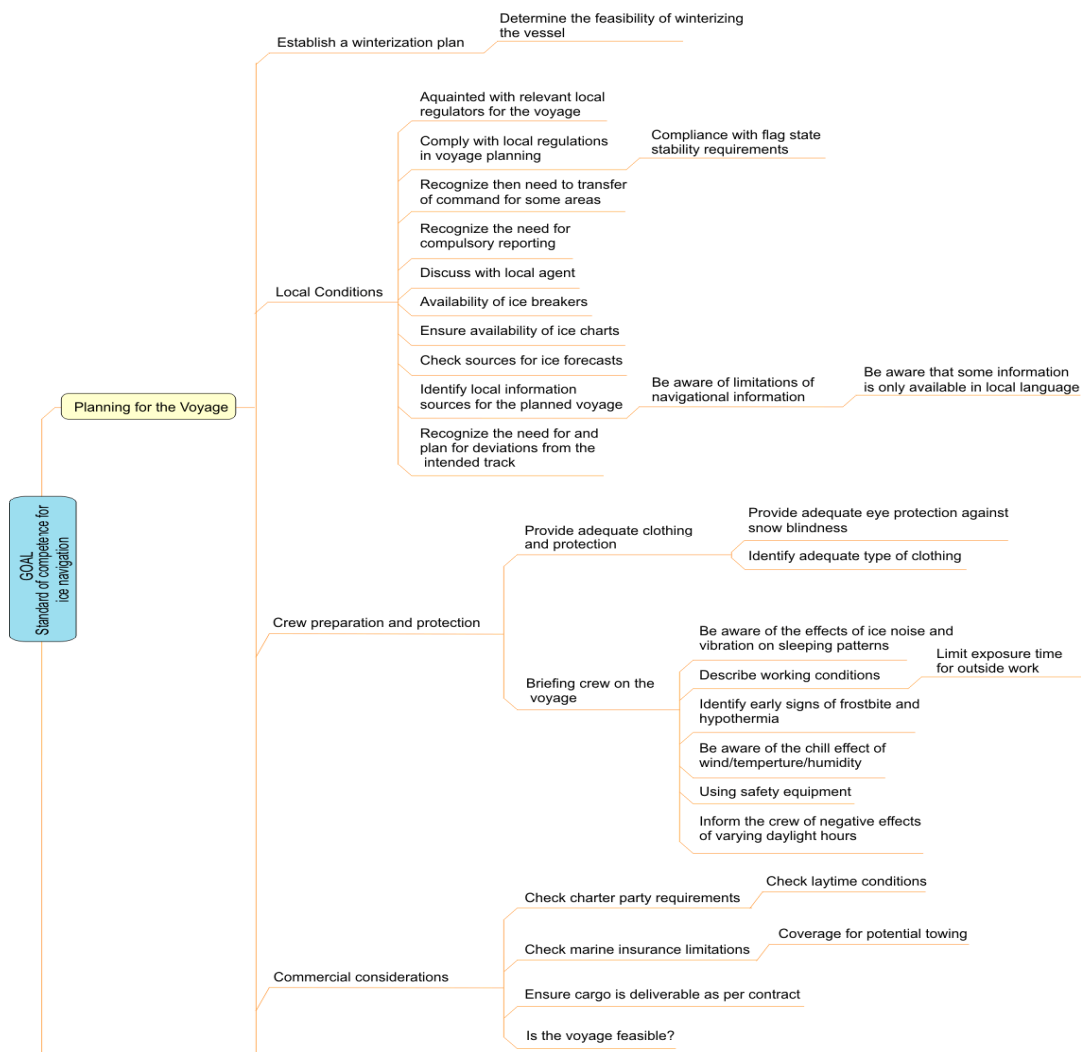 Establish a winterization plan
Determine the feasibility of winterizing
the vessel
Aquainted with relevant local
regulators for the voyage
Comply with local regulations
in voyage planning
Compliance with flag state
stability requirements
Recognize then need to transfer
of command for some areas
Recognize the need for
compulsory reporting
Discuss with local agent
Local Conditions
Availability of ice breakers
Ensure availability of ice charts
Check sources for ice forecasts
Identify local information
sources for the planned voyage
Be aware of limitations of
navigational information
Be aware that some information
is only available in local language
Recognize the need for and
plan for deviations from the
intended track
Planning for the Voyage
GOAL
Standard of competence for
ice navigation
Crew preparation and protection
Provide adequate clothing
and protection
Provide adequate eye protection against
snow blindness
Identify adequate type of clothing
Briefing crew on the
voyage
Be aware of the effects of ice noise and
vibration on sleeping patterns
Describe working conditions
Limit exposure time
for outside work
Identify early signs of frostbite and
hypothermia
Be aware of the chill effect of
wind/temperture/humidity
Using safety equipment
Inform the crew of negative effects
of varying daylight hours
Commercial considerations
Check charter party requirements
Check laytime conditions
Check marine insurance limitations
Coverage for potential towing
Ensure cargo is deliverable as per contract
Is the voyage feasible?